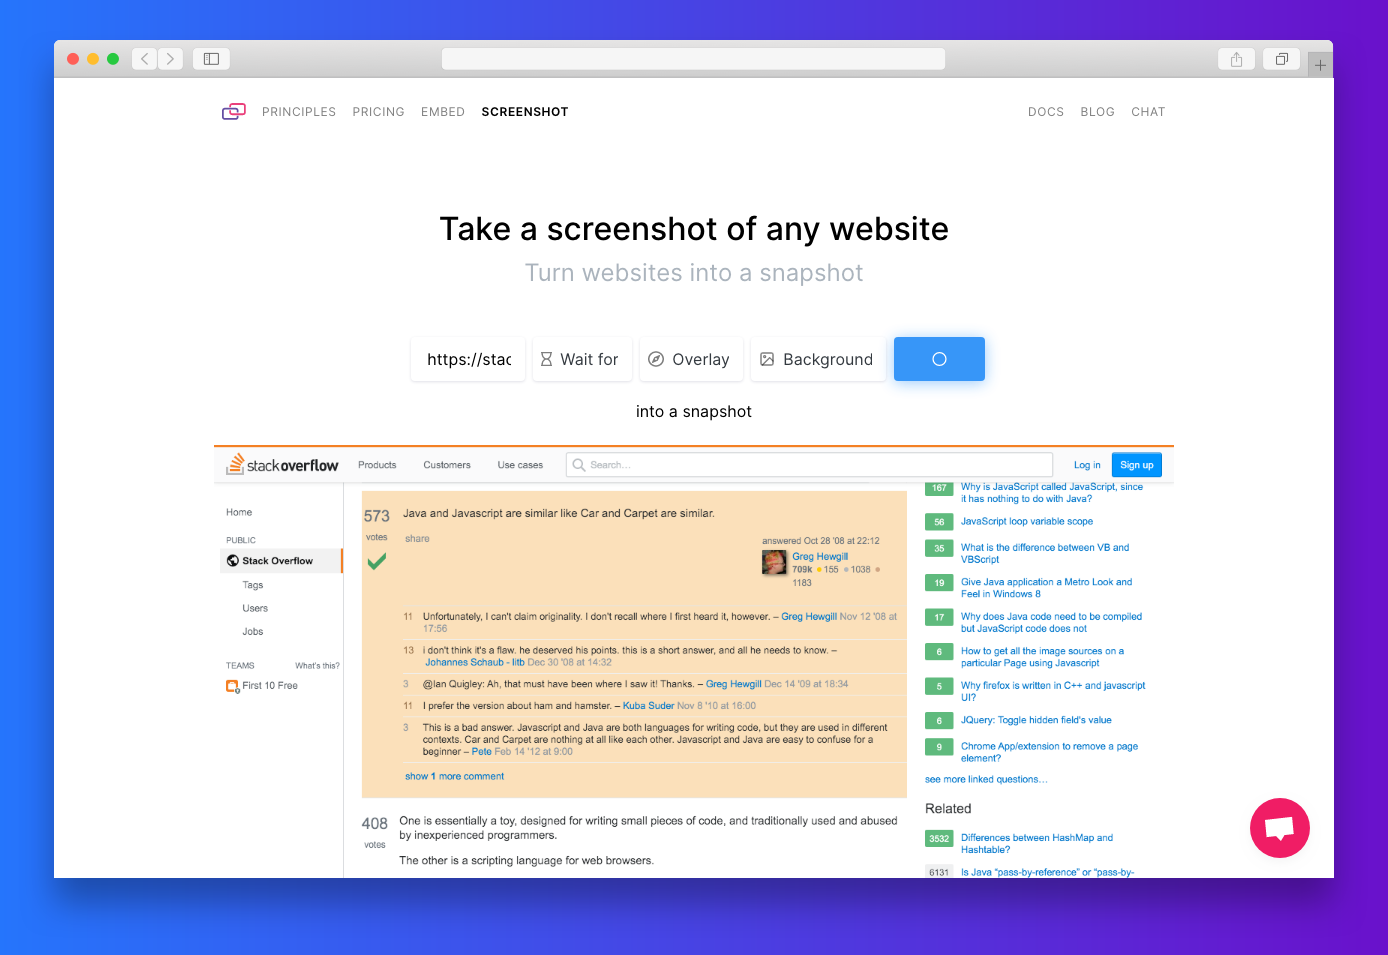 PRINCIPLES PRICING EMBED SCREENSHOT DOCS BLOG CHAT
Take a screenshot of any website
Turn websites into a snapshot
https://stac Wait for Overlay Background
into a snapshot
stackoverflow Products Customers Use cases Search... Log in Sign up
Home
PUBLIC
Stack Overflow
Tags
Users
Jobs
TEAMS What's this?
First 10 Free
573
votes
Java and Javascript are similar like Car and Carpet are similar.
share
answered Oct 28 '08 at 22:12
Greg Hewgill
709k 155 1038
1183
11 Unfortunately, I can't claim originality. I don't recall where I first heard it, however. – Greg Hewgill Nov 12 '08 at
17:56
13 i don't think it's a flaw. he deserved his points. this is a short answer, and all he needs to know. –
Johannes Schaub - litb Dec 30 '08 at 14:32
3 @Ian Quigley: Ah, that must have been where I saw it! Thanks. – Greg Hewgill Dec 14 '09 at 18:34
11 I prefer the version about ham and hamster. – Kuba Suder Nov 8 '10 at 16:00
3 This is a bad answer. Javascript and Java are both languages for writing code, but they are used in different
contexts. Car and Carpet are nothing at all like each other. Javascript and Java are easy to confuse for a
beginner – Pete Feb 14 '12 at 9:00
show 1 more comment
408
votes
One is essentially a toy, designed for writing small pieces of code, and traditionally used and abused
by inexperienced programmers.
The other is a scripting language for web browsers.
167 Why is JavaScript called JavaScript, since
it has nothing to do with Java?
56 JavaScript loop variable scope
35 What is the difference between VB and
VBScript
19 Give Java application a Metro Look and
Feel in Windows 8
17 Why does Java code need to be compiled
but JavaScript code does not
6 How to get all the image sources on a
particular Page using Javascript
5 Why firefox is written in C++ and javascript
UI?
6 JQuery: Toggle hidden field's value
9 Chrome App/extension to remove a page
element?
see more linked questions…
Related
3532 Differences between HashMap and
Hashtable?
6131 Is Java "pass-by-reference" or "pass-by-